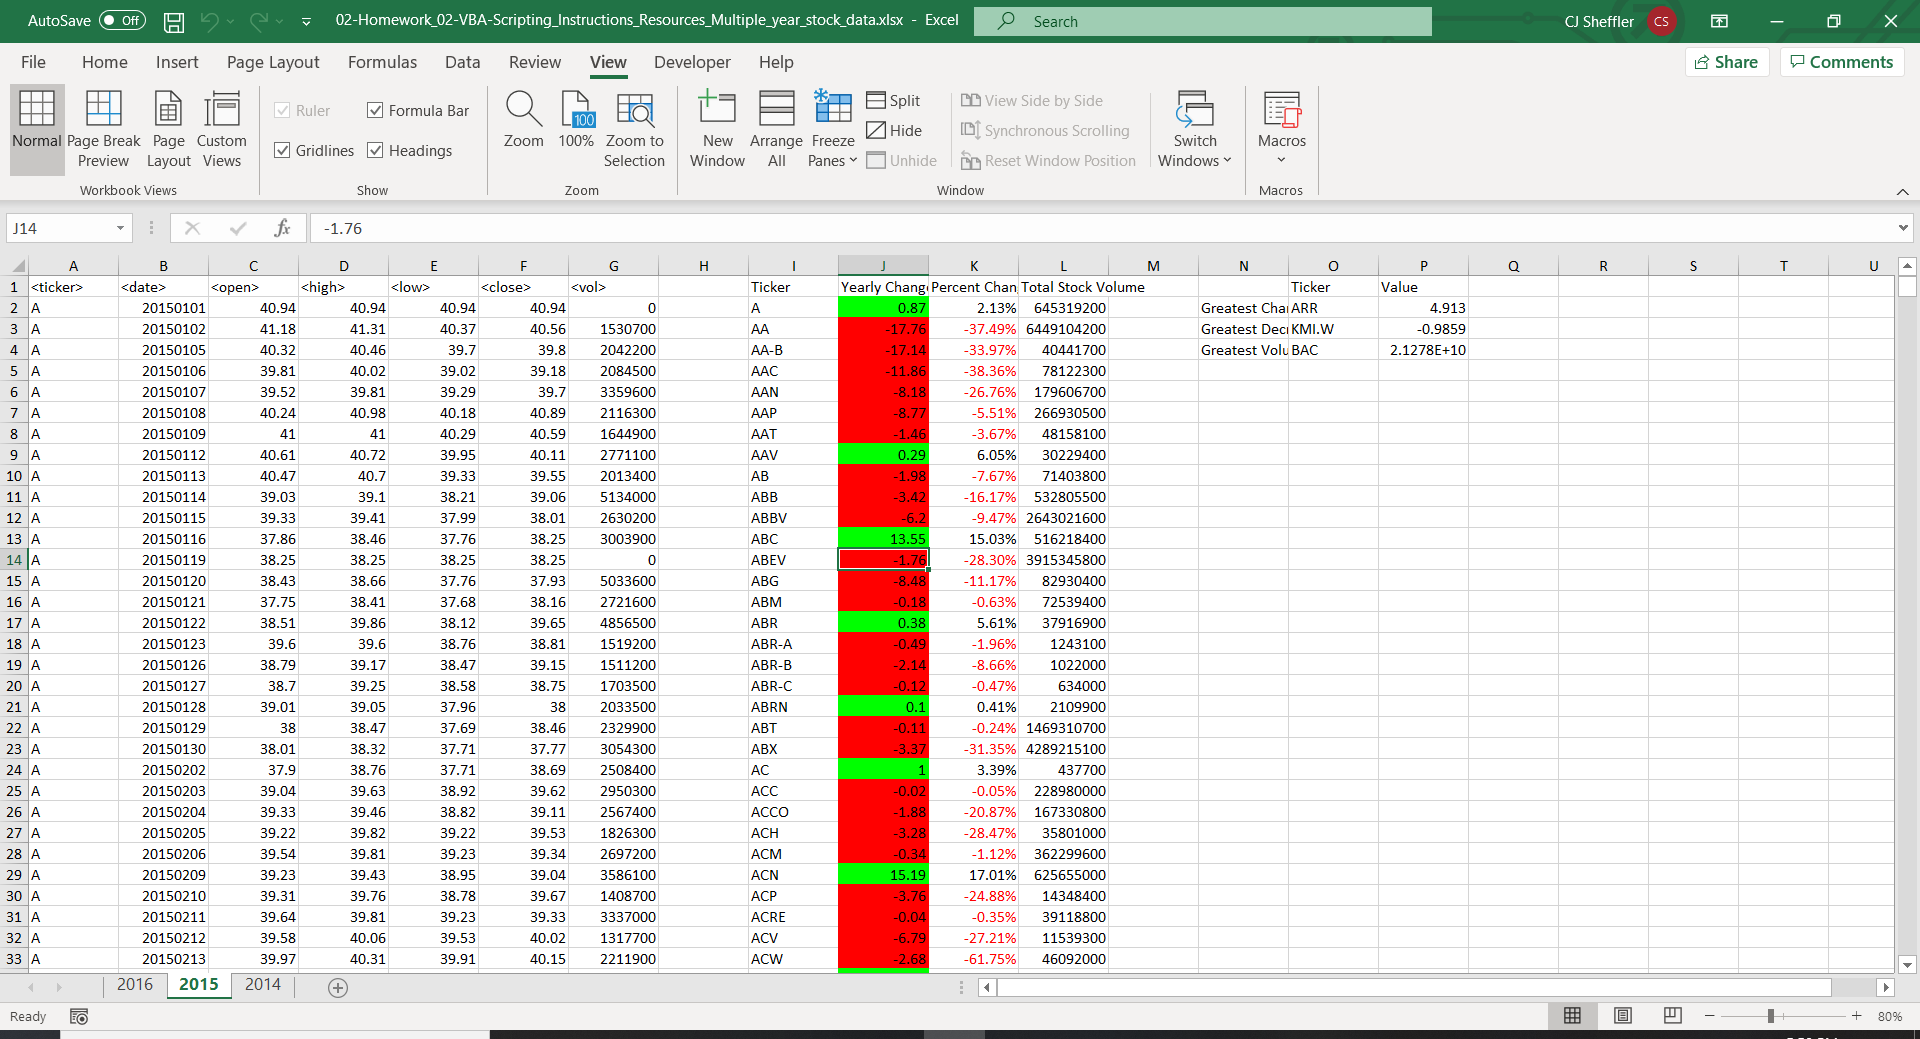 AutoSave Off 02-Homework_02-VBA-Scripting_Instructions_Resources_Multiple_year_stock_data.xlsx - Excel Search CJ Sheffler CS
File Home Insert Page Layout Formulas Data Review View Developer Help Share Comments
Normal Page Break Preview Page Layout Custom Views
Workbook Views
Ruler Formula Bar
Gridlines Headings
Show
Zoom 100 100% Zoom to Selection
Zoom
New Window Arrange All Freeze Panes
Split
Hide
Unhide
View Side by Side
Synchronous Scrolling
Reset Window Position
Window
Switch Windows
Macros
Macros
J14 fx -1.76
A B C D E F G H I J K L M N O P Q R S T U
1 <ticker> <date> <open> <high> <low> <close> <vol> Ticker Yearly Chang Percent Chan Total Stock Volume Ticker Value
2 A 20150101 40.94 40.94 40.94 40.94 0 A 0.87 2.13% 645319200 Greatest Cha ARR 4.913
3 A 20150102 41.18 41.31 40.37 40.56 1530700 AA -17.76 -37.49% 6449104200 Greatest Dec KMI.W -0.9859
4 A 20150105 40.32 40.46 39.7 39.8 2042200 AA-B -17.14 -33.97% 40441700 Greatest Volu BAC 2.1278E+10
5 A 20150106 39.81 40.02 39.02 39.18 2084500 AAC -11.86 -38.36% 78122300
6 A 20150107 39.52 39.81 39.29 39.7 3359600 AAN -8.18 -26.76% 179606700
7 A 20150108 40.24 40.98 40.18 40.89 2116300 AAP -8.77 -5.51% 266930500
8 A 20150109 41 41 40.29 40.59 1644900 AAT -1.46 -3.67% 48158100
9 A 20150112 40.61 40.72 39.95 40.11 2771100 AAV 0.29 6.05% 30229400
10 A 20150113 40.47 40.7 39.33 39.55 2013400 AB -1.98 -7.67% 71403800
11 A 20150114 39.03 39.1 38.21 39.06 5134000 ABB -3.42 -16.17% 532805500
12 A 20150115 39.33 39.41 37.99 38.01 2630200 ABBV -6.2 -9.47% 2643021600
13 A 20150116 37.86 38.46 37.76 38.25 3003900 ABC 13.55 15.03% 516218400
14 A 20150119 38.25 38.25 38.25 38.25 0 ABEV -1.76 -28.30% 3915345800
15 A 20150120 38.43 38.66 37.76 37.93 5033600 ABG -8.48 -11.17% 82930400
16 A 20150121 37.75 38.41 37.68 38.16 2721600 ABM -0.18 -0.63% 72539400
17 A 20150122 38.51 39.86 38.12 39.65 4856500 ABR 0.38 5.61% 37916900
18 A 20150123 39.6 39.6 38.76 38.81 1519200 ABR-A -0.49 -1.96% 1243100
19 A 20150126 38.79 39.17 38.47 39.15 1511200 ABR-B -2.14 -8.66% 1022000
20 A 20150127 38.7 39.25 38.58 38.75 1703500 ABR-C -0.12 -0.47% 634000
21 A 20150128 39.01 39.05 37.96 38 2033500 ABRN 0.1 0.41% 2109900
22 A 20150129 38 38.47 37.69 38.46 2329900 ABT -0.11 -0.24% 1469310700
23 A 20150130 38.01 38.32 37.71 37.77 3054300 ABX -3.37 -31.35% 4289215100
24 A 20150202 37.9 38.76 37.71 38.69 2508400 AC 1 3.39% 437700
25 A 20150203 39.04 39.63 38.92 39.62 2950300 ACC -0.02 -0.05% 228980000
26 A 20150204 39.33 39.46 38.82 39.11 2567400 ACCO -1.88 -20.87% 167330800
27 A 20150205 39.22 39.82 39.22 39.53 1826300 ACH -3.28 -28.47% 35801000
28 A 20150206 39.54 39.81 39.23 39.34 2697200 ACM -0.34 -1.12% 362299600
29 A 20150209 39.23 39.43 38.95 39.04 3586100 ACN 15.19 17.01% 625655000
30 A 20150210 39.31 39.76 38.78 39.67 1408700 ACP -3.76 -24.88% 14348400
31 A 20150211 39.64 39.81 39.23 39.33 3337000 ACRE -0.04 -0.35% 39118800
32 A 20150212 39.58 40.06 39.53 40.02 1317700 ACV -6.79 -27.21% 11539300
33 A 20150213 39.97 40.31 39.91 40.15 2211900 ACW -2.68 -61.75% 46092000
2016 2015 2014
Ready 80%